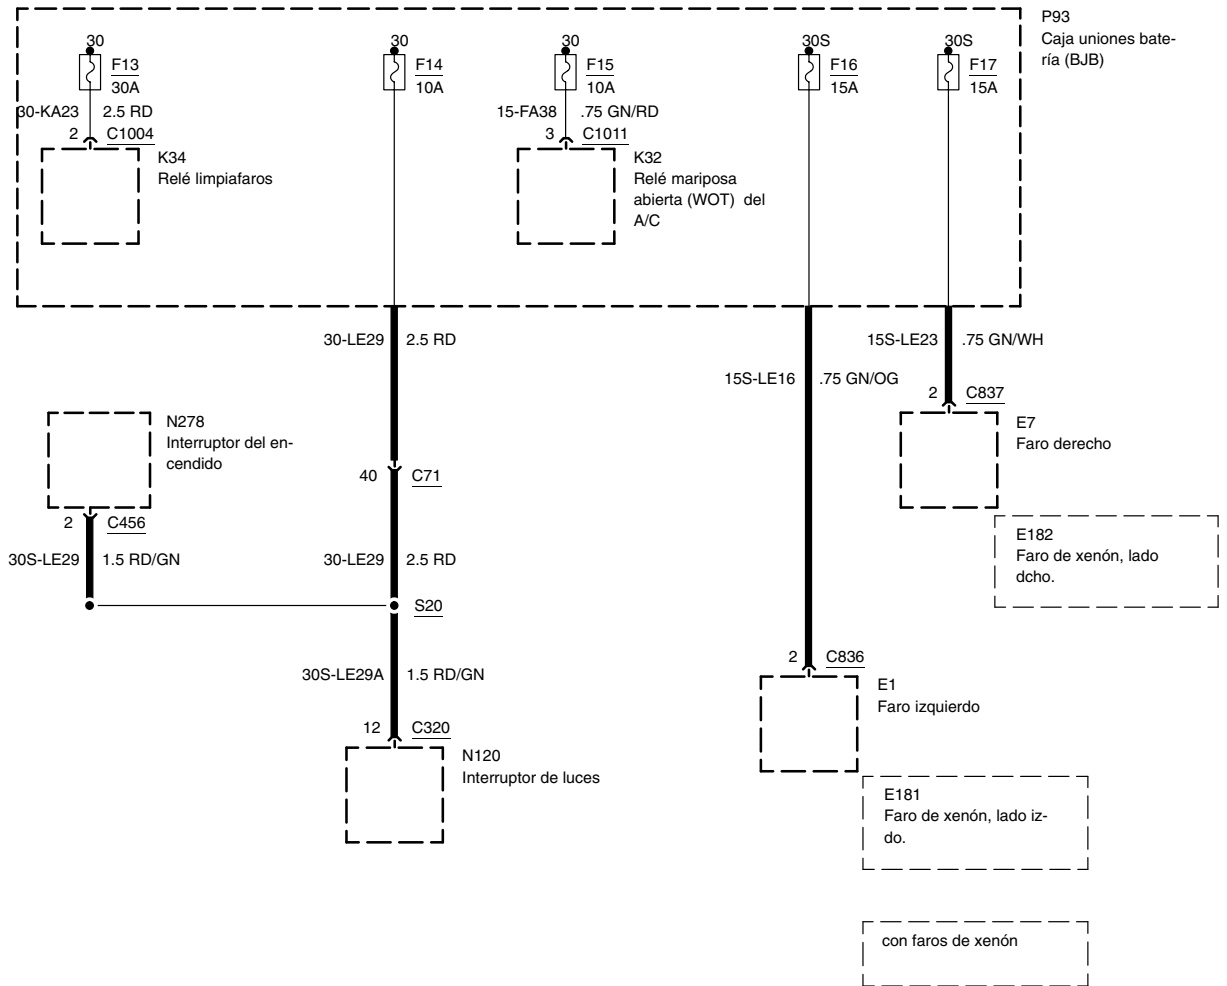 P93
Caja uniones bate-
ría (BJB)
30
F13
30A
30-KA23 2.5 RD
2 C1004
K34
Relé limpiafaros
30
F14
10A
30
F15
10A
15-FA38 .75 GN/RD
3 C1011
K32
Relé mariposa
abierta (WOT) del
A/C
30S
F16
15A
30S
F17
15A
30-LE29 2.5 RD
15S-LE23 .75 GN/WH
15S-LE16 .75 GN/OG
2 C837
E7
Faro derecho
N278
Interruptor del en-
cendido
40 C71
2 C456
30S-LE29 1.5 RD/GN
30-LE29 2.5 RD
E182
Faro de xenón, lado
dcho.
S20
30S-LE29A 1.5 RD/GN
2 C836
E1
Faro izquierdo
12 C320
N120
Interruptor de luces
E181
Faro de xenón, lado iz-
do.
con faros de xenón